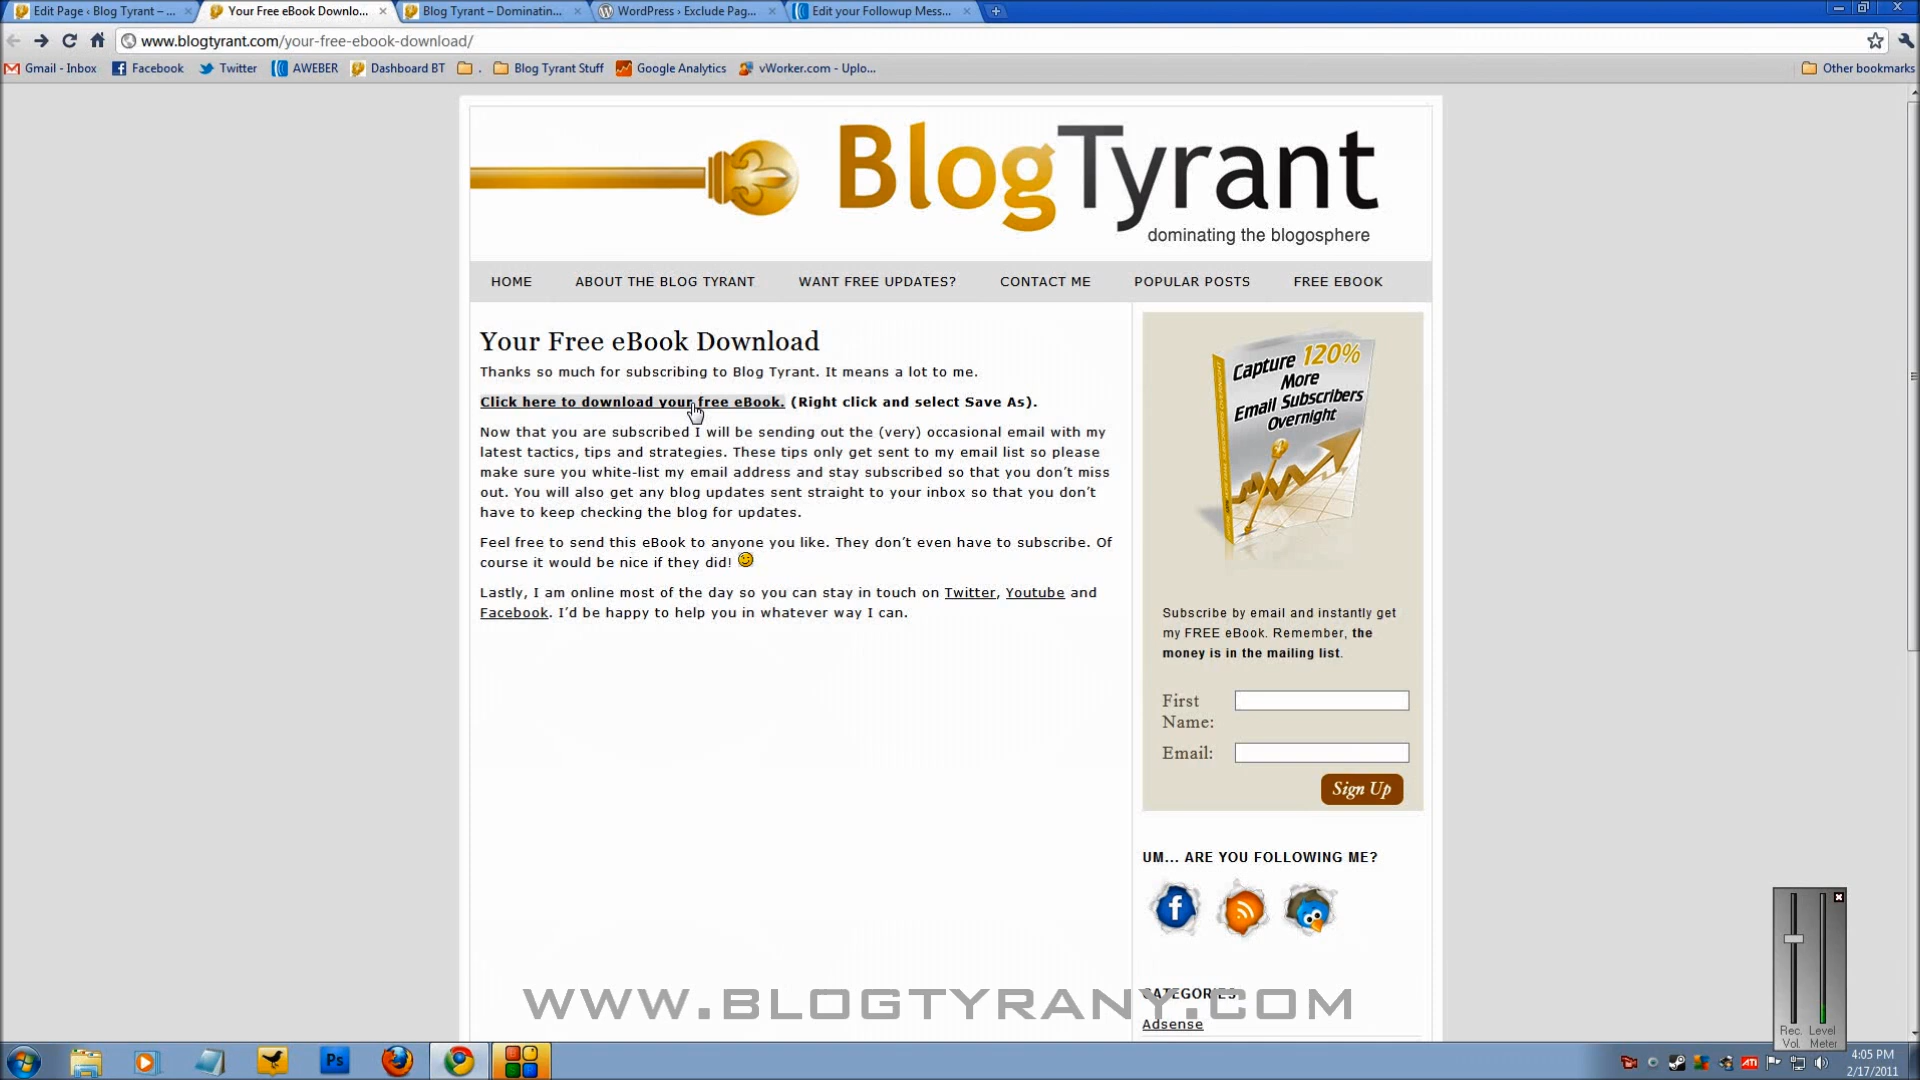 Edit Page ‹ Blog Tyrant – ...
Your Free eBook Downlo...
Blog Tyrant – Dominatin...
WordPress › Exclude Pag...
Edit your Followup Mess...
www.blogtyrant.com/your-free-ebook-download/
Gmail - Inbox
Facebook
Twitter
AWEBER
Dashboard BT
.
Blog Tyrant Stuff
Google Analytics
vWorker.com - Uplo...
Other bookmarks
BlogTyrant
dominating the blogosphere
HOME
ABOUT THE BLOG TYRANT
WANT FREE UPDATES?
CONTACT ME
POPULAR POSTS
FREE EBOOK
Your Free eBook Download
Thanks so much for subscribing to Blog Tyrant. It means a lot to me.
Click here to download your free eBook. (Right click and select Save As).
Now that you are subscribed I will be sending out the (very) occasional email with my
latest tactics, tips and strategies. These tips only get sent to my email list so please
make sure you white-list my email address and stay subscribed so that you don't miss
out. You will also get any blog updates sent straight to your inbox so that you don't
have to keep checking the blog for updates.
Feel free to send this eBook to anyone you like. They don't even have to subscribe. Of
course it would be nice if they did!
Lastly, I am online most of the day so you can stay in touch on Twitter, Youtube and
Facebook. I'd be happy to help you in whatever way I can.
Capture 120%
More
Email Subscribers
Overnight
Subscribe by email and instantly get
my FREE eBook. Remember, the
money is in the mailing list.
First
Name:
Email:
Sign Up
UM... ARE YOU FOLLOWING ME?
CATEGORIES
Adsense
WWW.BLOGTYRANY.COM
Rec. Level
Vol. Meter
Ps
ATI
4:05 PM
2/17/2011